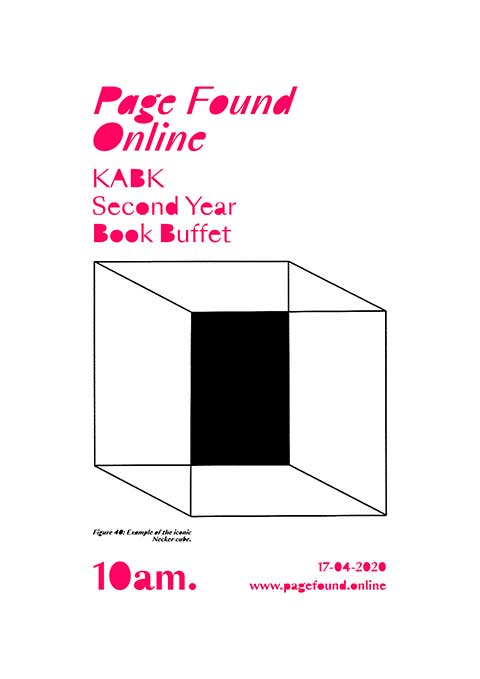 Page Found
Online
KABK
Second Year
Book Buffet
Figure 40: Example of the iconic
Necker cube.
10am.
17-04-2020
www.pagefound.online